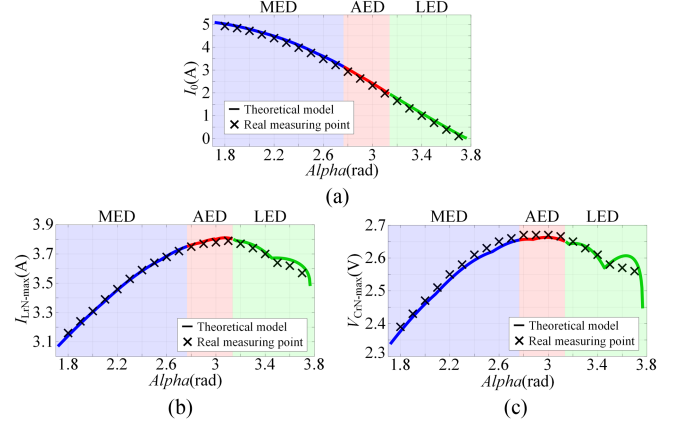 MED AED LED
5
4
3
2
1
0
I₀(A)
Theoretical model
Real measuring point
1.8 2.2 2.6 3 3.4 3.8
Alpha(rad)
(a)
MED AED LED
3.9
3.7
3.5
3.3
3.1
I_LrN-max(A)
Theoretical model
Real measuring point
1.8 2.2 2.6 3 3.4 3.8
Alpha(rad)
(b)
MED AED LED
2.7
2.6
2.5
2.4
2.3
V_CrN-max(V)
Theoretical model
Real measuring point
1.8 2.2 2.6 3 3.4 3.8
Alpha(rad)
(c)